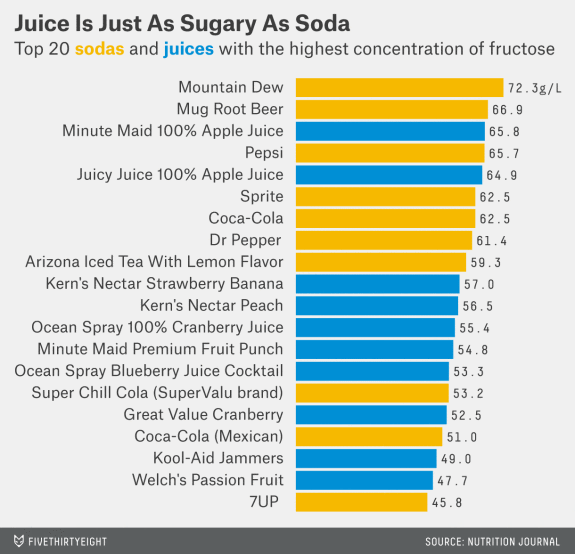 Juice Is Just As Sugary As Soda
Top 20 sodas and juices with the highest concentration of fructose
Mountain Dew 72.3g/L
Mug Root Beer 66.9
Minute Maid 100% Apple Juice 65.8
Pepsi 65.7
Juicy Juice 100% Apple Juice 64.9
Sprite 62.5
Coca-Cola 62.5
Dr Pepper 61.4
Arizona Iced Tea With Lemon Flavor 59.3
Kern's Nectar Strawberry Banana 57.0
Kern's Nectar Peach 56.5
Ocean Spray 100% Cranberry Juice 55.4
Minute Maid Premium Fruit Punch 54.8
Ocean Spray Blueberry Juice Cocktail 53.3
Super Chill Cola (SuperValu brand) 53.2
Great Value Cranberry 52.5
Coca-Cola (Mexican) 51.0
Kool-Aid Jammers 49.0
Welch's Passion Fruit 47.7
7UP 45.8
FIVETHIRTYEIGHT SOURCE: NUTRITION JOURNAL